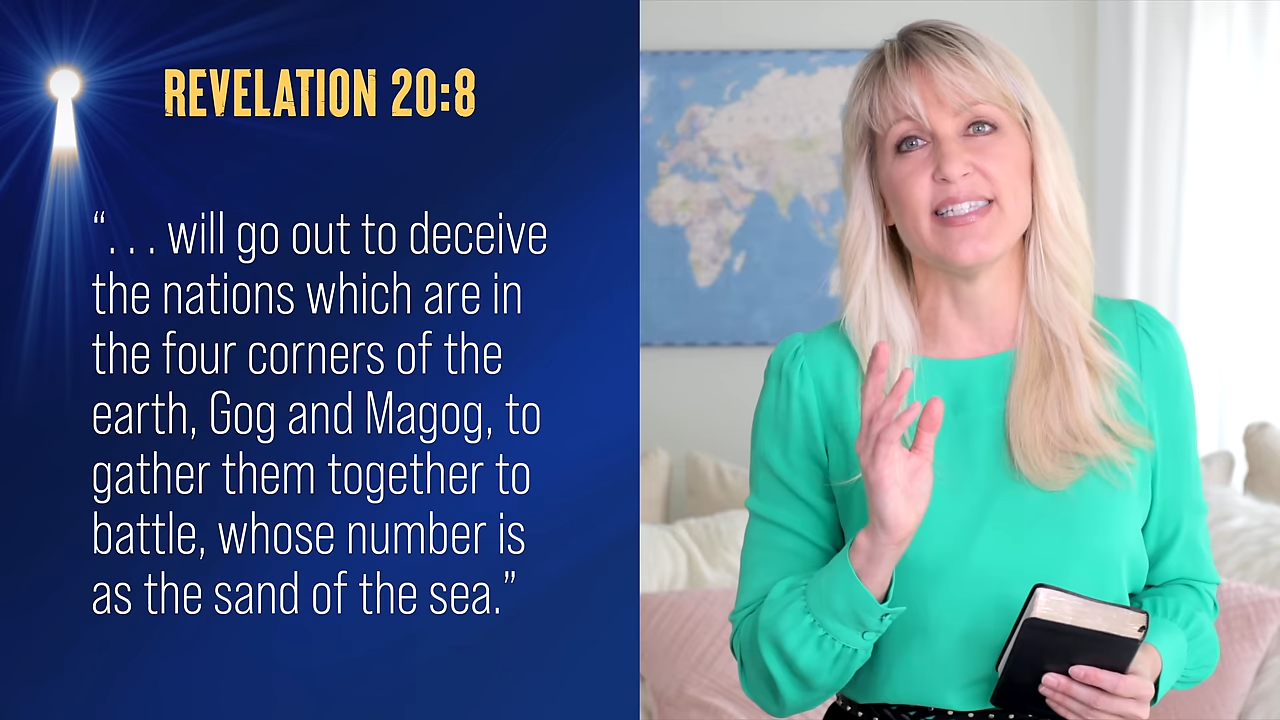 REVELATION 20:8
“. . . will go out to deceive
the nations which are in
the four corners of the
earth, Gog and Magog, to
gather them together to
battle, whose number is
as the sand of the sea.”